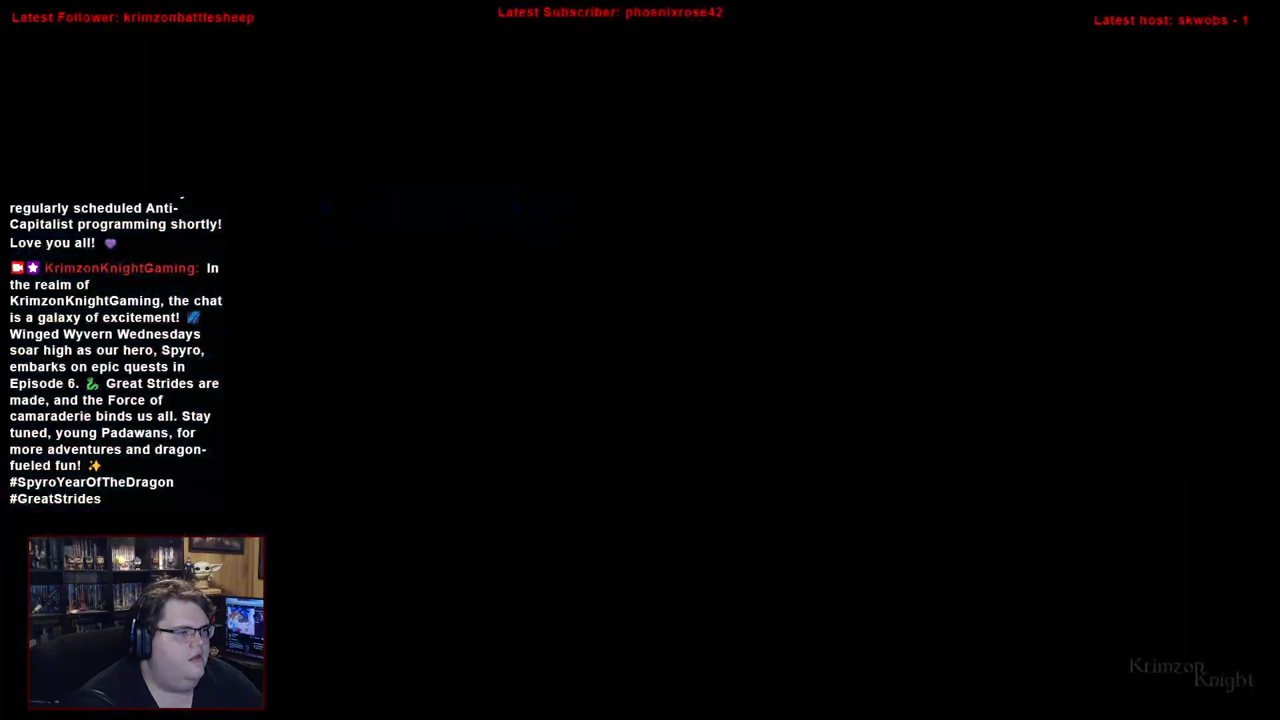 Latest Follower: krimzonbattlesheep
Latest Subscriber: phoenixrose42
Latest host: skwobs - 1
regularly scheduled Anti-
Capitalist programming shortly!
Love you all! 💜
KrimzonKnightGaming: In
the realm of
KrimzonKnightGaming, the chat
is a galaxy of excitement! 🌌
Winged Wyvern Wednesdays
soar high as our hero, Spyro,
embarks on epic quests in
Episode 6. 🐉 Great Strides are
made, and the Force of
camaraderie binds us all. Stay
tuned, young Padawans, for
more adventures and dragon-
fueled fun! ✨
#SpyroYearOfTheDragon
#GreatStrides
Krimzon
Knight